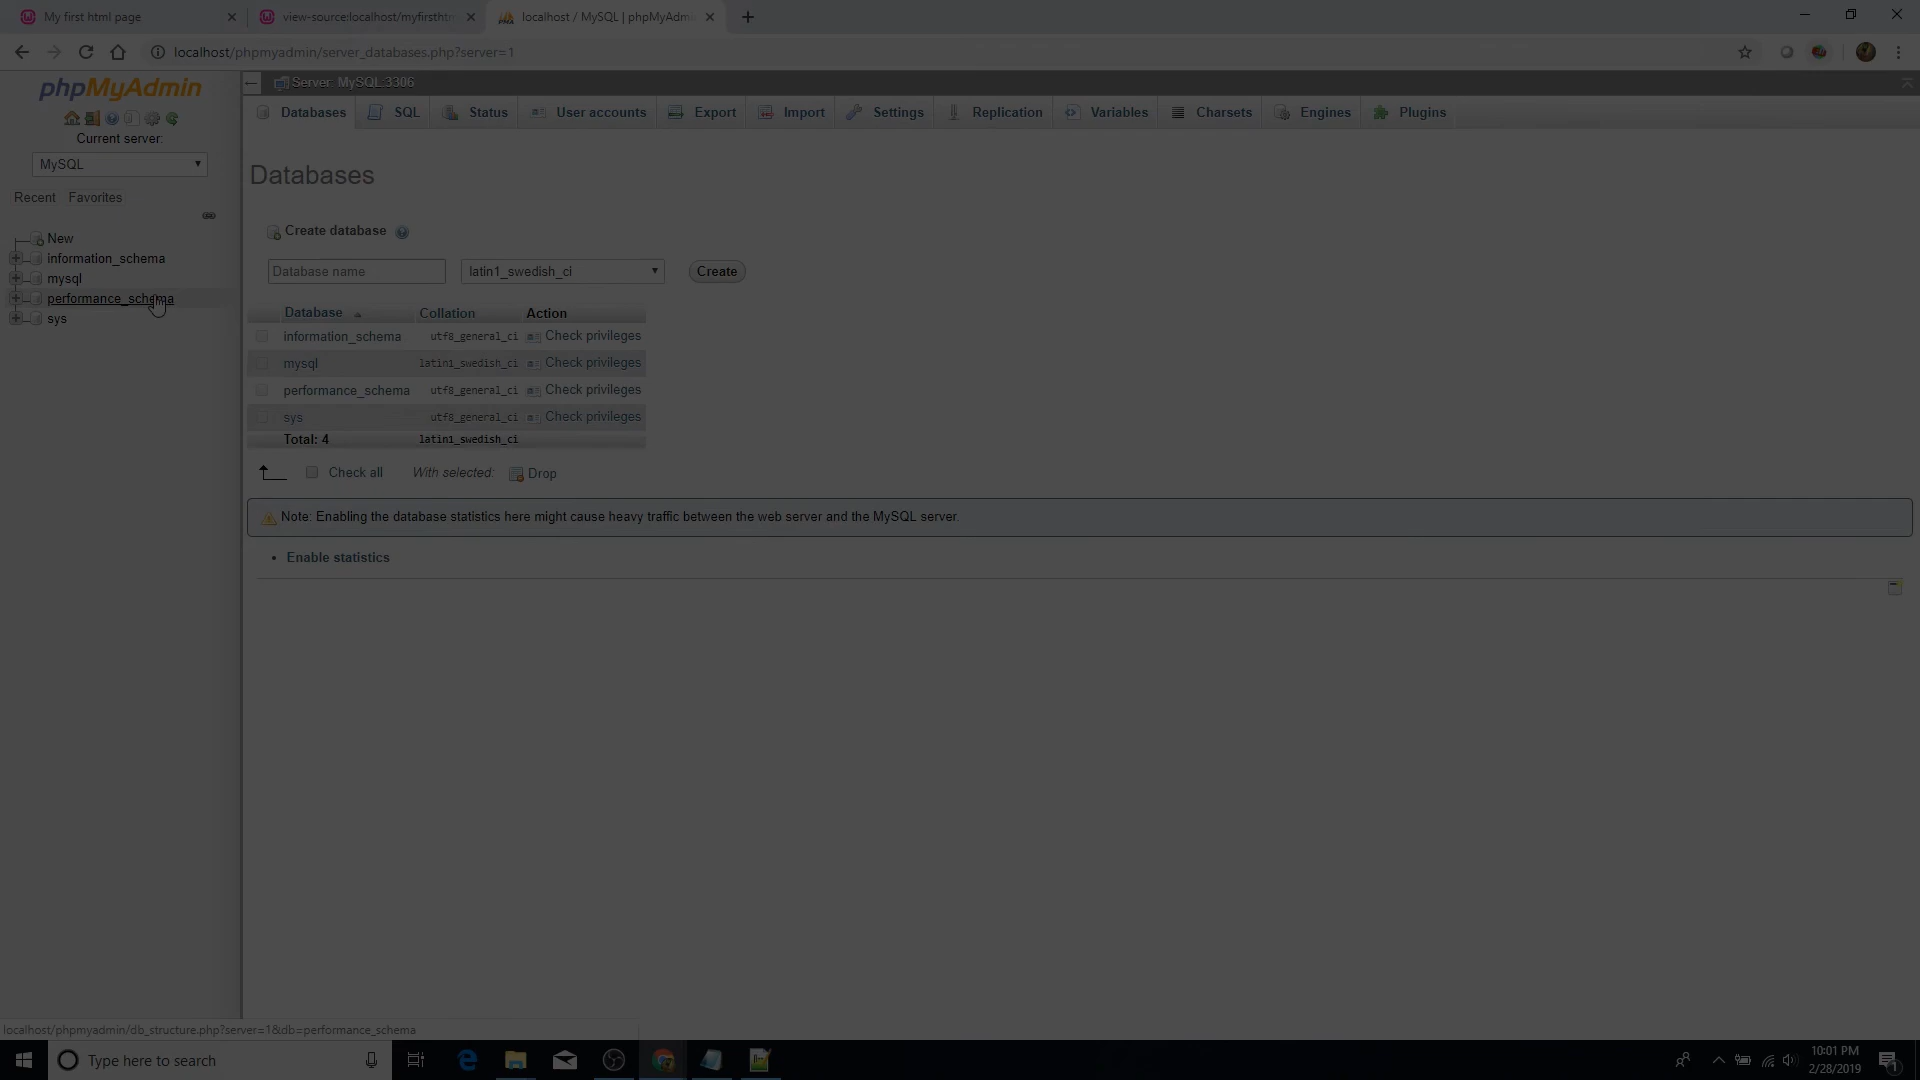 My first html page
view-source:localhost/myfirsthtm
localhost / MySQL | phpMyAdmin
localhost/phpmyadmin/server_databases.php?server=1
phpMyAdmin
Current server:
MySQL
Recent Favorites
New
information_schema
mysql
performance_schema
sys
Server: MySQL:3306
Databases SQL Status User accounts Export Import Settings Replication Variables Charsets Engines Plugins
Databases
Create database
Database name latin1_swedish_ci Create
Database Collation Action
information_schema utf8_general_ci Check privileges
mysql latin1_swedish_ci Check privileges
performance_schema utf8_general_ci Check privileges
sys utf8_general_ci Check privileges
Total: 4 latin1_swedish_ci
Check all With selected: Drop
Note: Enabling the database statistics here might cause heavy traffic between the web server and the MySQL server.
• Enable statistics
localhost/phpmyadmin/db_structure.php?server=1&db=performance_schema
Type here to search
10:01 PM
2/28/2019
1